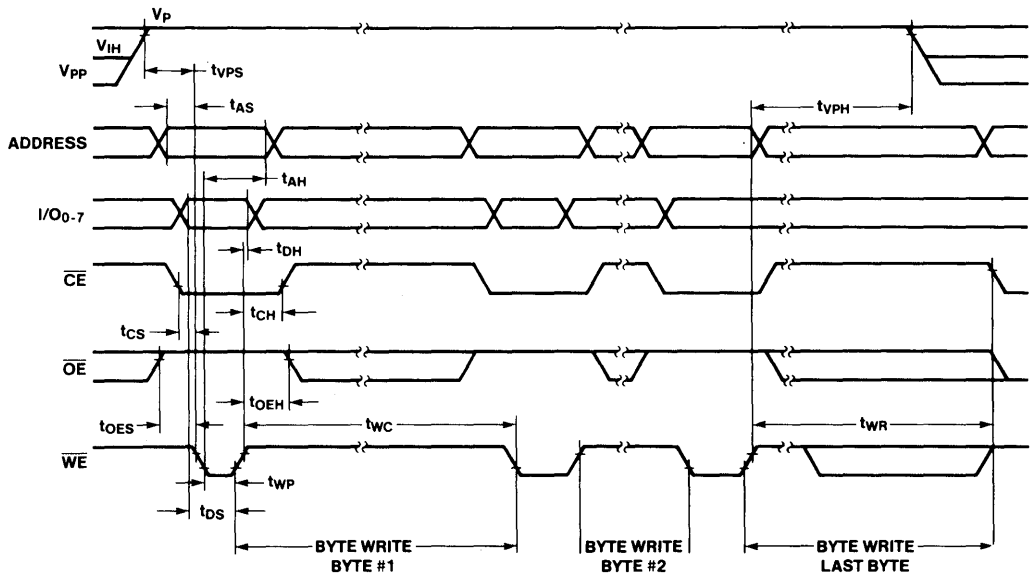 VP
VIH
VPP
tVPS
tAS
tVPH
ADDRESS
tAH
I/O0-7
tDH
CE
tCH
tCS
OE
tOEH
tOES
tWC
tWR
WE
tWP
tDS
BYTE WRITE BYTE WRITE BYTE WRITE
BYTE #1 BYTE #2 LAST BYTE